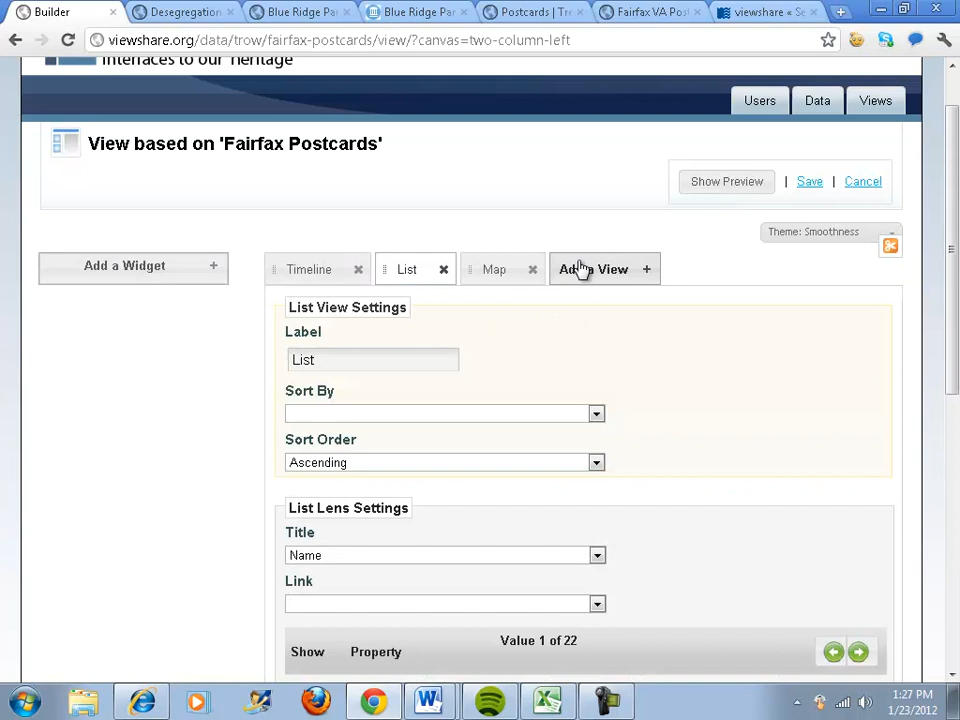 Builder
Desegregation
Blue Ridge Par
Blue Ridge Par
Postcards | Tr
Fairfax VA Pos
viewshare « Se
viewshare.org/data/trow/fairfax-postcards/view/?canvas=two-column-left
Interfaces to our heritage
Users
Data
Views
View based on 'Fairfax Postcards'
Show Preview | Save | Cancel
Theme: Smoothness
Add a Widget +
Timeline
List
Map
Add a View +
List View Settings
Label
List
Sort By
Sort Order
Ascending
List Lens Settings
Title
Name
Link
Value 1 of 22
Show Property
1:27 PM
1/23/2012